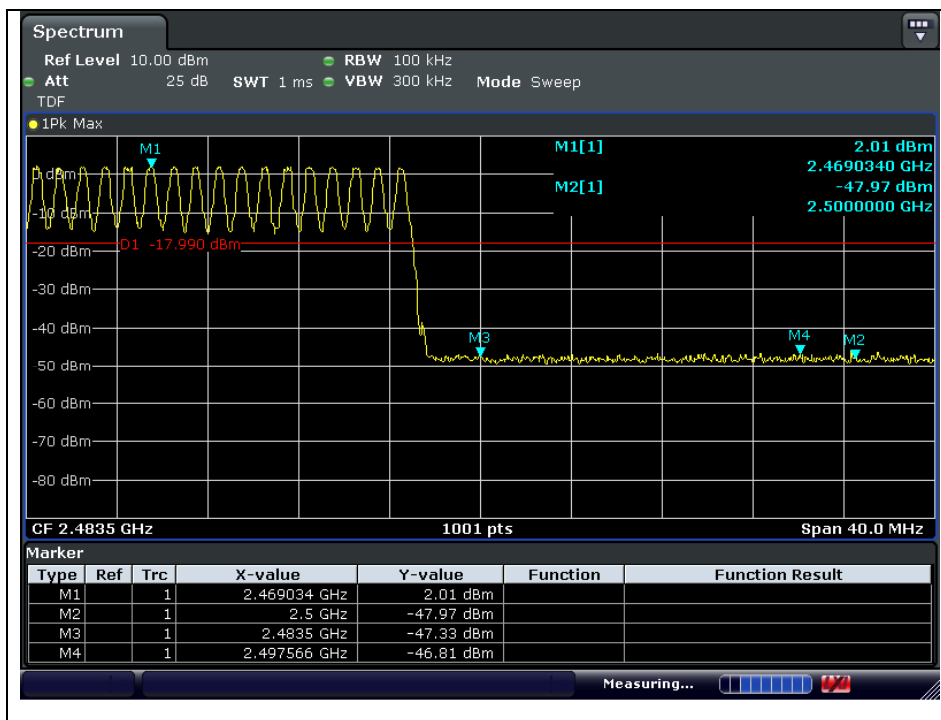 Spectrum
Ref Level 10.00 dBm RBW 100 kHz
Att 25 dB SWT 1 ms VBW 300 kHz Mode Sweep
TDF
1Pk Max
M1[1] 2.01 dBm
2.4690340 GHz
M2[1] -47.97 dBm
2.5000000 GHz
M1
0 dBm
-10 dBm
D1 -17.990 dBm
-20 dBm
-30 dBm
-40 dBm
M3
M4
M2
-50 dBm
-60 dBm
-70 dBm
-80 dBm
CF 2.4835 GHz 1001 pts Span 40.0 MHz
Marker
Type Ref Trc X-value Y-value Function Function Result
M1 1 2.469034 GHz 2.01 dBm
M2 1 2.5 GHz -47.97 dBm
M3 1 2.4835 GHz -47.33 dBm
M4 1 2.497566 GHz -46.81 dBm
Measuring...